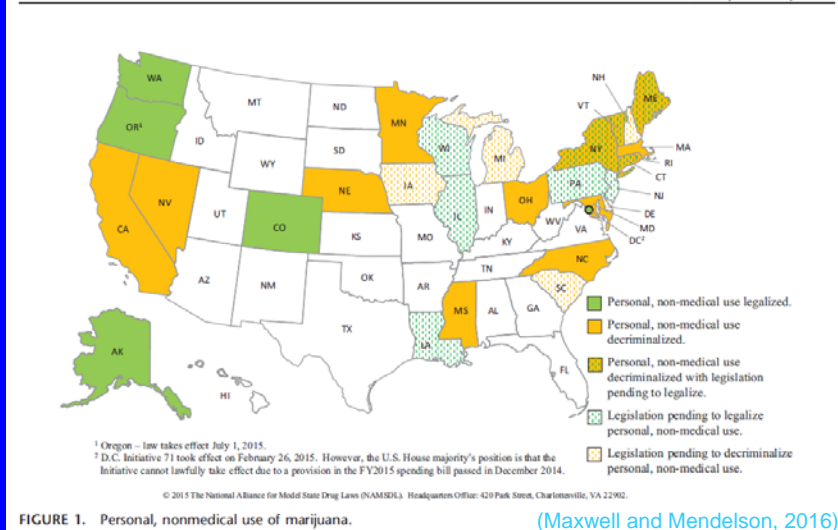 WA
OR¹
MT
ID
WY
ND
SD
MN
WI
MI
NH
VT
ME
NY
MA
RI
CT
NJ
DE
MD
DC²
CA
NV
UT
CO
NE
IA
IL
IN
OH
PA
WV
VA
KS
MO
KY
AZ
NM
OK
AR
TN
NC
SC
TX
LA
MS
AL
GA
FL
AK
HI
Personal, non-medical use legalized.
Personal, non-medical use
decriminalized.
Personal, non-medical use
decriminalized with legislation
pending to legalize.
Legislation pending to legalize
personal, non-medical use.
Legislation pending to decriminalize
personal, non-medical use.
¹ Oregon – law takes effect July 1, 2015.
² D.C. Initiative 71 took effect on February 26, 2015. However, the U.S. House majority's position is that the
Initiative cannot lawfully take effect due to a provision in the FY2015 spending bill passed in December 2014.
© 2015 The National Alliance for Model State Drug Laws (NAMSDL). Headquarters Office: 420 Park Street, Charlottesville, VA 22902.
FIGURE 1. Personal, nonmedical use of marijuana.
(Maxwell and Mendelson, 2016)